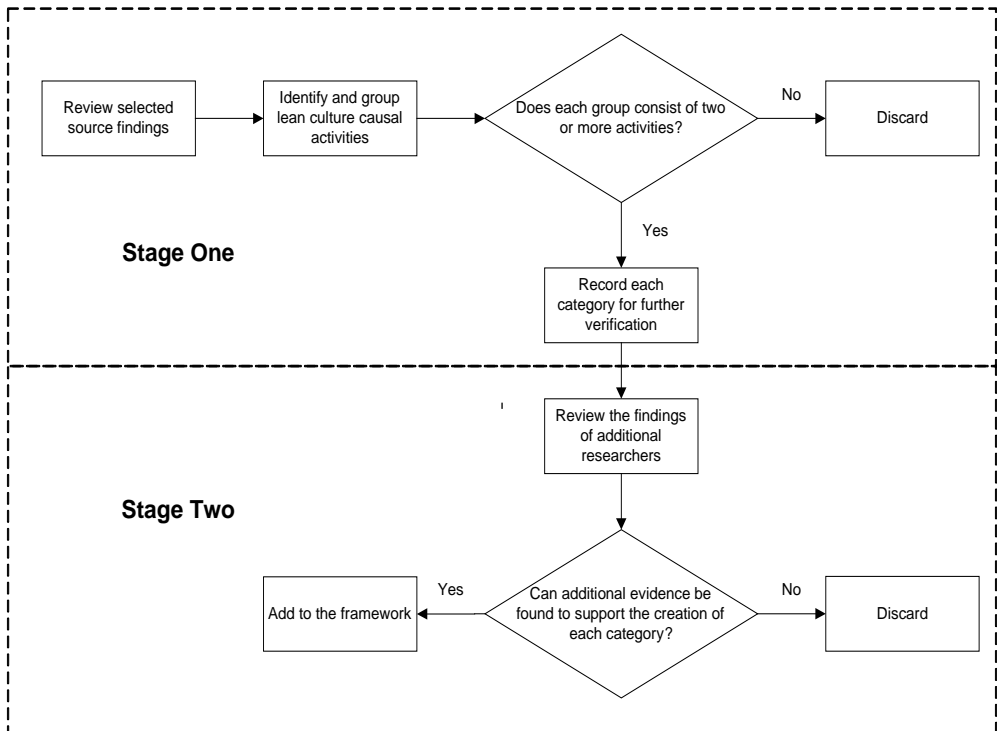 Review selected
source findings
Identify and group
lean culture causal
activities
Does each group consist of two
or more activities?
No
Discard
Yes
Stage One
Record each
category for further
verification
Review the findings
of additional
researchers
Stage Two
Add to the framework
Yes
Can additional evidence be
found to support the creation of
each category?
No
Discard